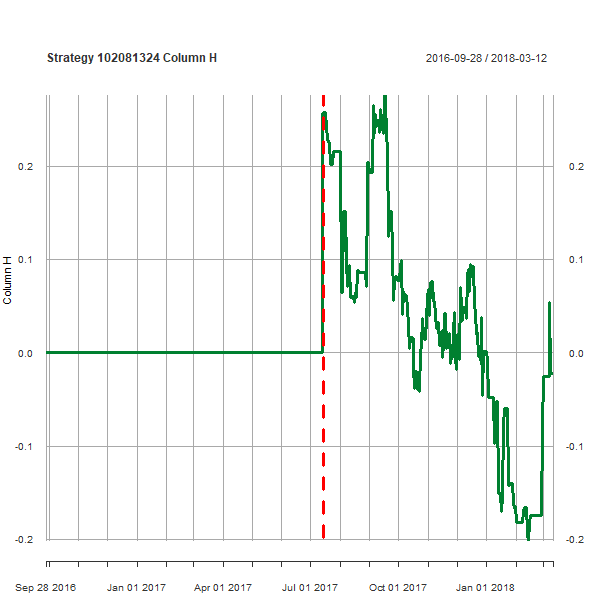 Strategy 102081324 Column H
2016-09-28 / 2018-03-12
0.2
0.2
0.1
0.1
Column H
0.0
0.0
-0.1
-0.1
-0.2
-0.2
Sep 28 2016
Jan 01 2017
Apr 01 2017
Jul 01 2017
Oct 01 2017
Jan 01 2018